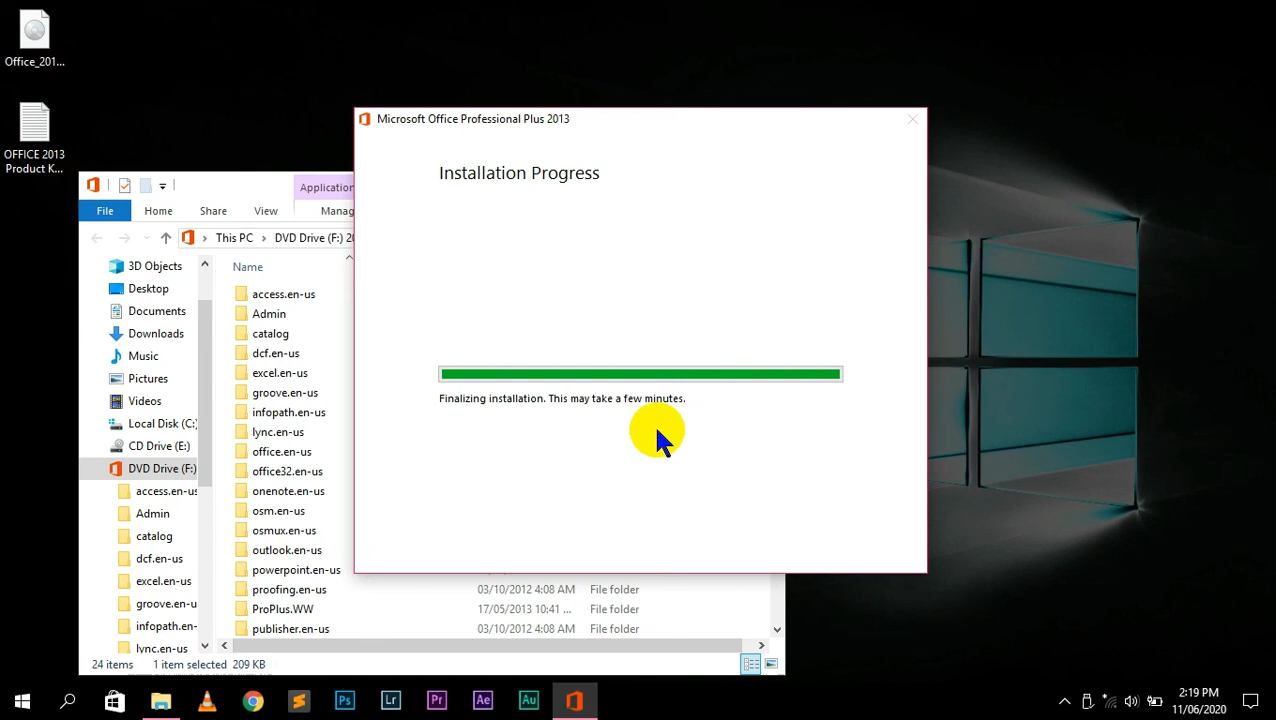 Office_201...
OFFICE 2013
Product K...
Microsoft Office Professional Plus 2013
Installation Progress
Finalizing installation. This may take a few minutes.
Application
File
Home
Share
View
Manag
This PC
DVD Drive (F:) 20
3D Objects
Desktop
Documents
Downloads
Music
Pictures
Videos
Local Disk (C:)
CD Drive (E:)
DVD Drive (F:)
access.en-us
Admin
catalog
dcf.en-us
excel.en-us
groove.en-u
infopath.en-
lync.en-us
Name
access.en-us
Admin
catalog
dcf.en-us
excel.en-us
groove.en-us
infopath.en-us
lync.en-us
office.en-us
office32.en-us
onenote.en-us
osm.en-us
osmux.en-us
outlook.en-us
powerpoint.en-us
proofing.en-us 03/10/2012 4:08 AM File folder
ProPlus.WW 17/05/2013 10:41 ... File folder
publisher.en-us 03/10/2012 4:08 AM File folder
24 items 1 item selected 209 KB
Ps
Lr
Pr
Ae
Au
2:19 PM
11/06/2020